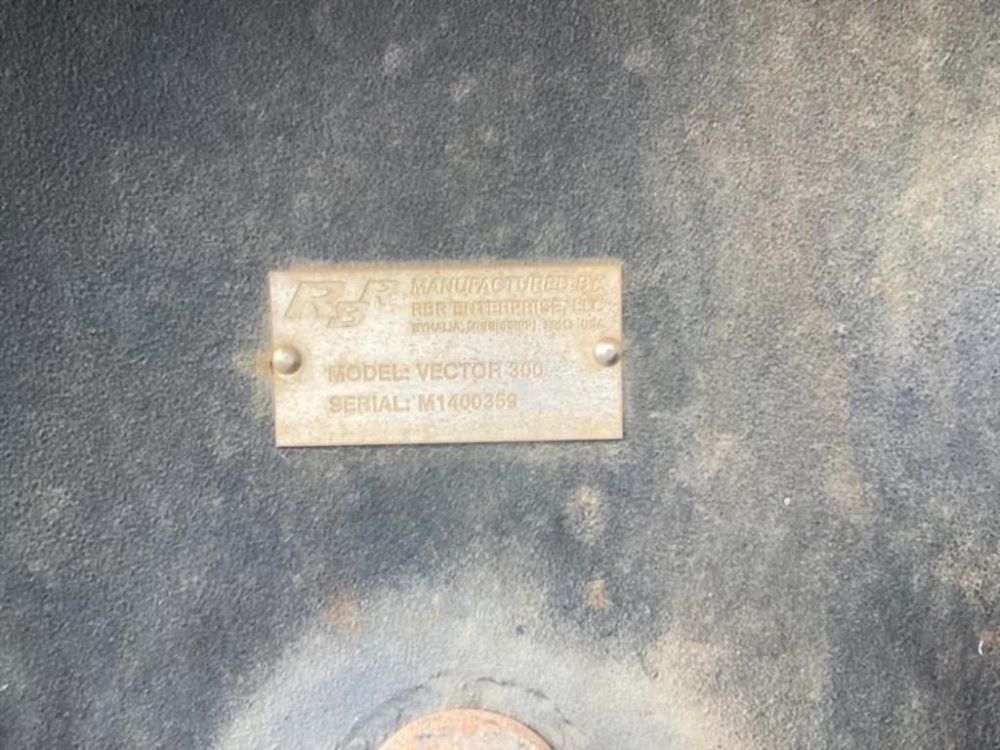 RBR
MANUFACTURED BY:
RBR ENTERPRISE, LLC
MODEL: VECTOR 300
SERIAL: M1400359